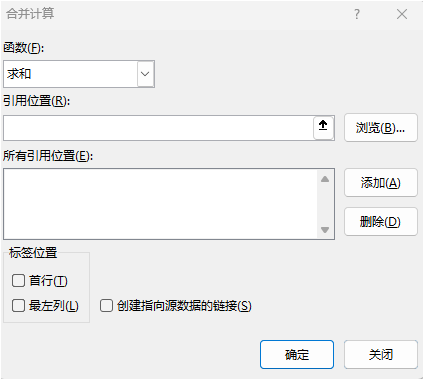 合并计算 ?
函数(F):
求和
引用位置(R):
浏览(B)...
所有引用位置(E):
添加(A)
删除(D)
标签位置
首行(T)
最左列(L) 创建指向源数据的链接(S)
确定 关闭